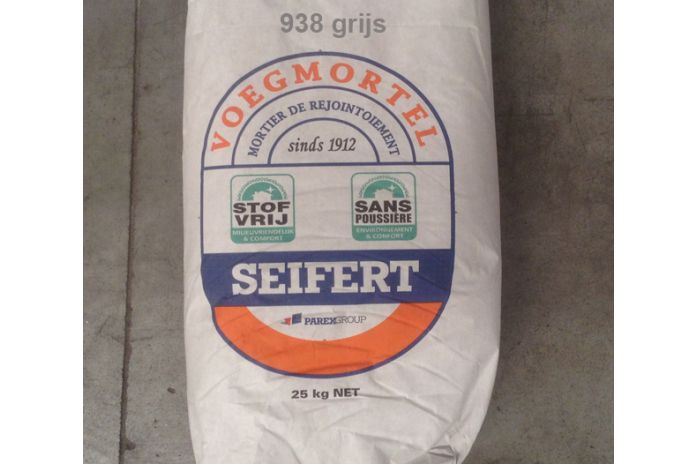 938 grijs
VOEGMORTEL
MORTIER DE REJOINTOIEMENT
sinds 1912
STOF
VRIJ
MILIEUVRIENDELIJK
& COMFORT
SANS
POUSSIÈRE
ENVIRONNEMENT
& COMFORT
SEIFERT
PAREXGROUP
25 kg NET